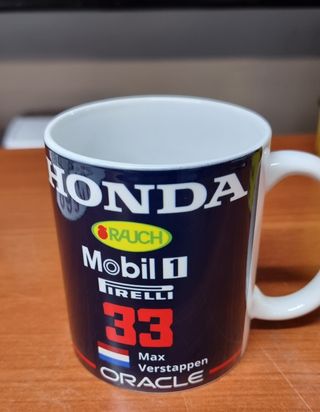 HONDA
RAUCH
Mobil 1
PIRELLI
33
Max
Verstappen
ORACLE